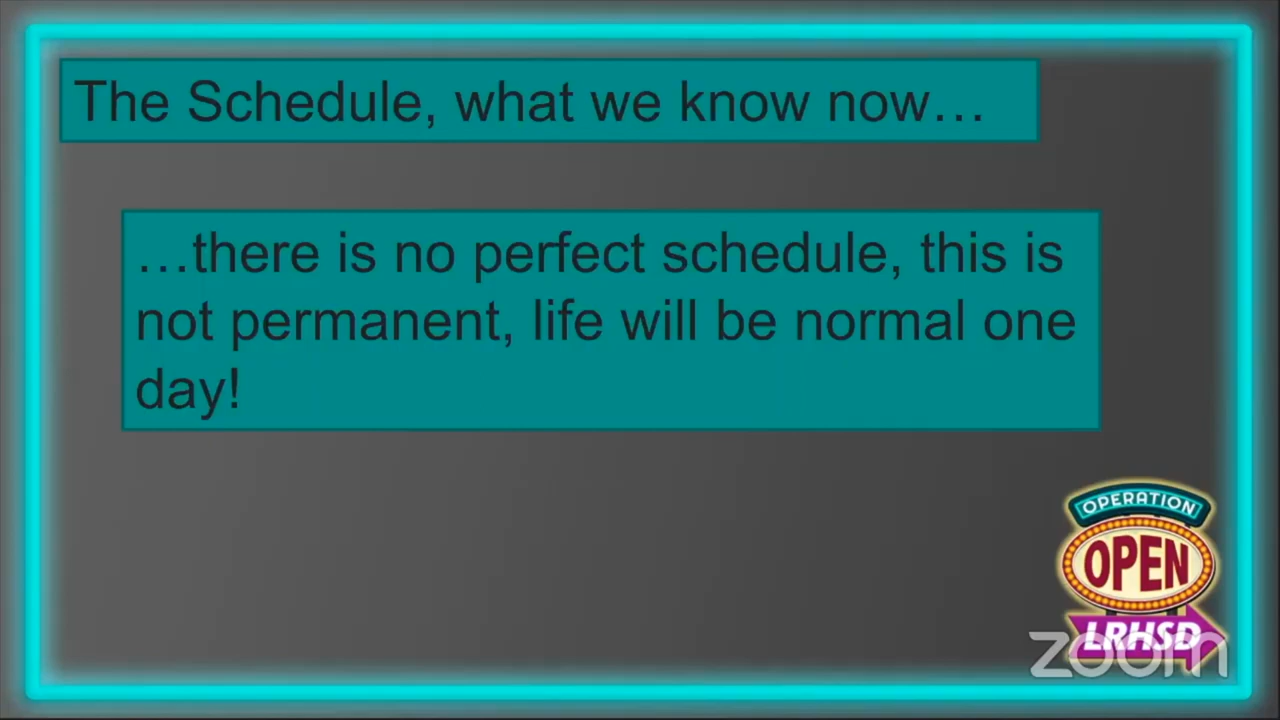 The Schedule, what we know now…
…there is no perfect schedule, this is
not permanent, life will be normal one
day!
OPERATION
OPEN
LRHSD
zoom